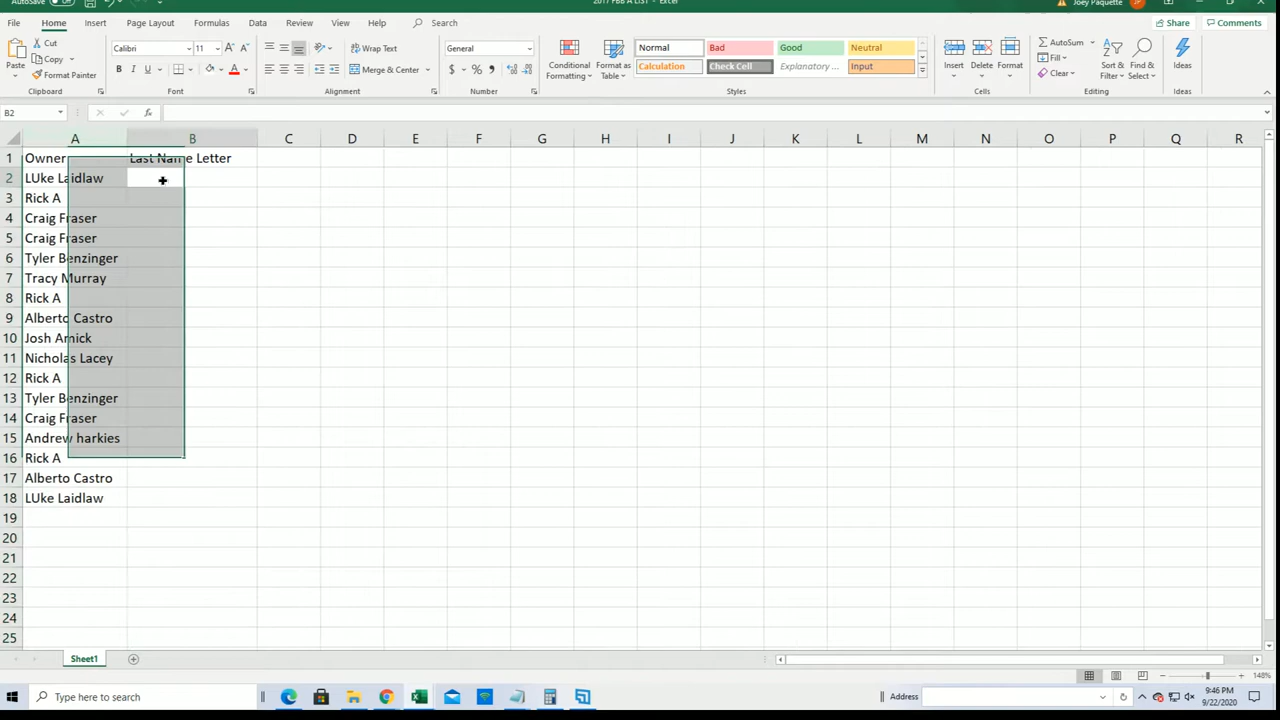 AutoSave Off 2017 FBB A LIST - Excel Joey Paquette JP
File Home Insert Page Layout Formulas Data Review View Help Search Share Comments
Paste Cut Copy Format Painter Clipboard
Calibri 11 B I U Font
Wrap Text Merge & Center Alignment
General $ % Number
Conditional Formatting Format as Table
Normal Bad Good Neutral
Calculation Check Cell Explanatory ... Input
Styles
Insert Delete Format Cells
AutoSum Fill Clear Sort & Filter Find & Select Editing
Ideas Ideas
B2 fx
A B C D E F G H I J K L M N O P Q R
1 Owner Last Name Letter
2 LUke Laidlaw
3 Rick A
4 Craig Fraser
5 Craig Fraser
6 Tyler Benzinger
7 Tracy Murray
8 Rick A
9 Alberto Castro
10 Josh Amick
11 Nicholas Lacey
12 Rick A
13 Tyler Benzinger
14 Craig Fraser
15 Andrew harkies
16 Rick A
17 Alberto Castro
18 LUke Laidlaw
19
20
21
22
23
24
25
Sheet1
148%
Type here to search Address 9:46 PM
9/22/2020